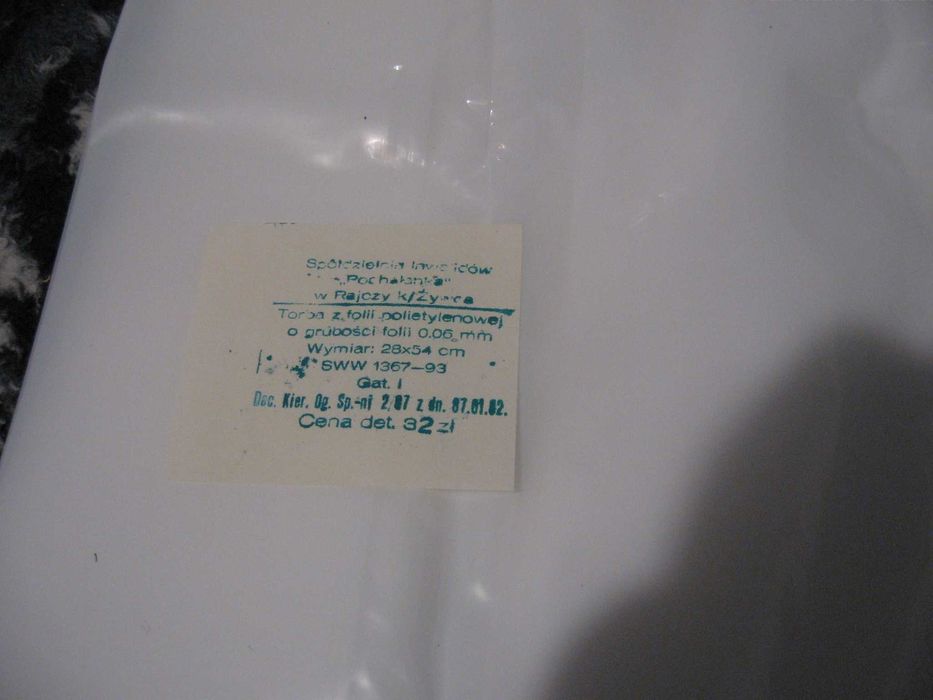 Spółdzielnia Inwalidów
w Rajczy k/Żywca
Torba z folii polietylenowej
o grubości folii 0.06 mm
Wymiar: 28x54 cm
SWW 1367-93
Gat. I
Dec. Kier. Og. Sp.-ni 2/87 z dn. 87.01.02.
Cena det. 32 zł